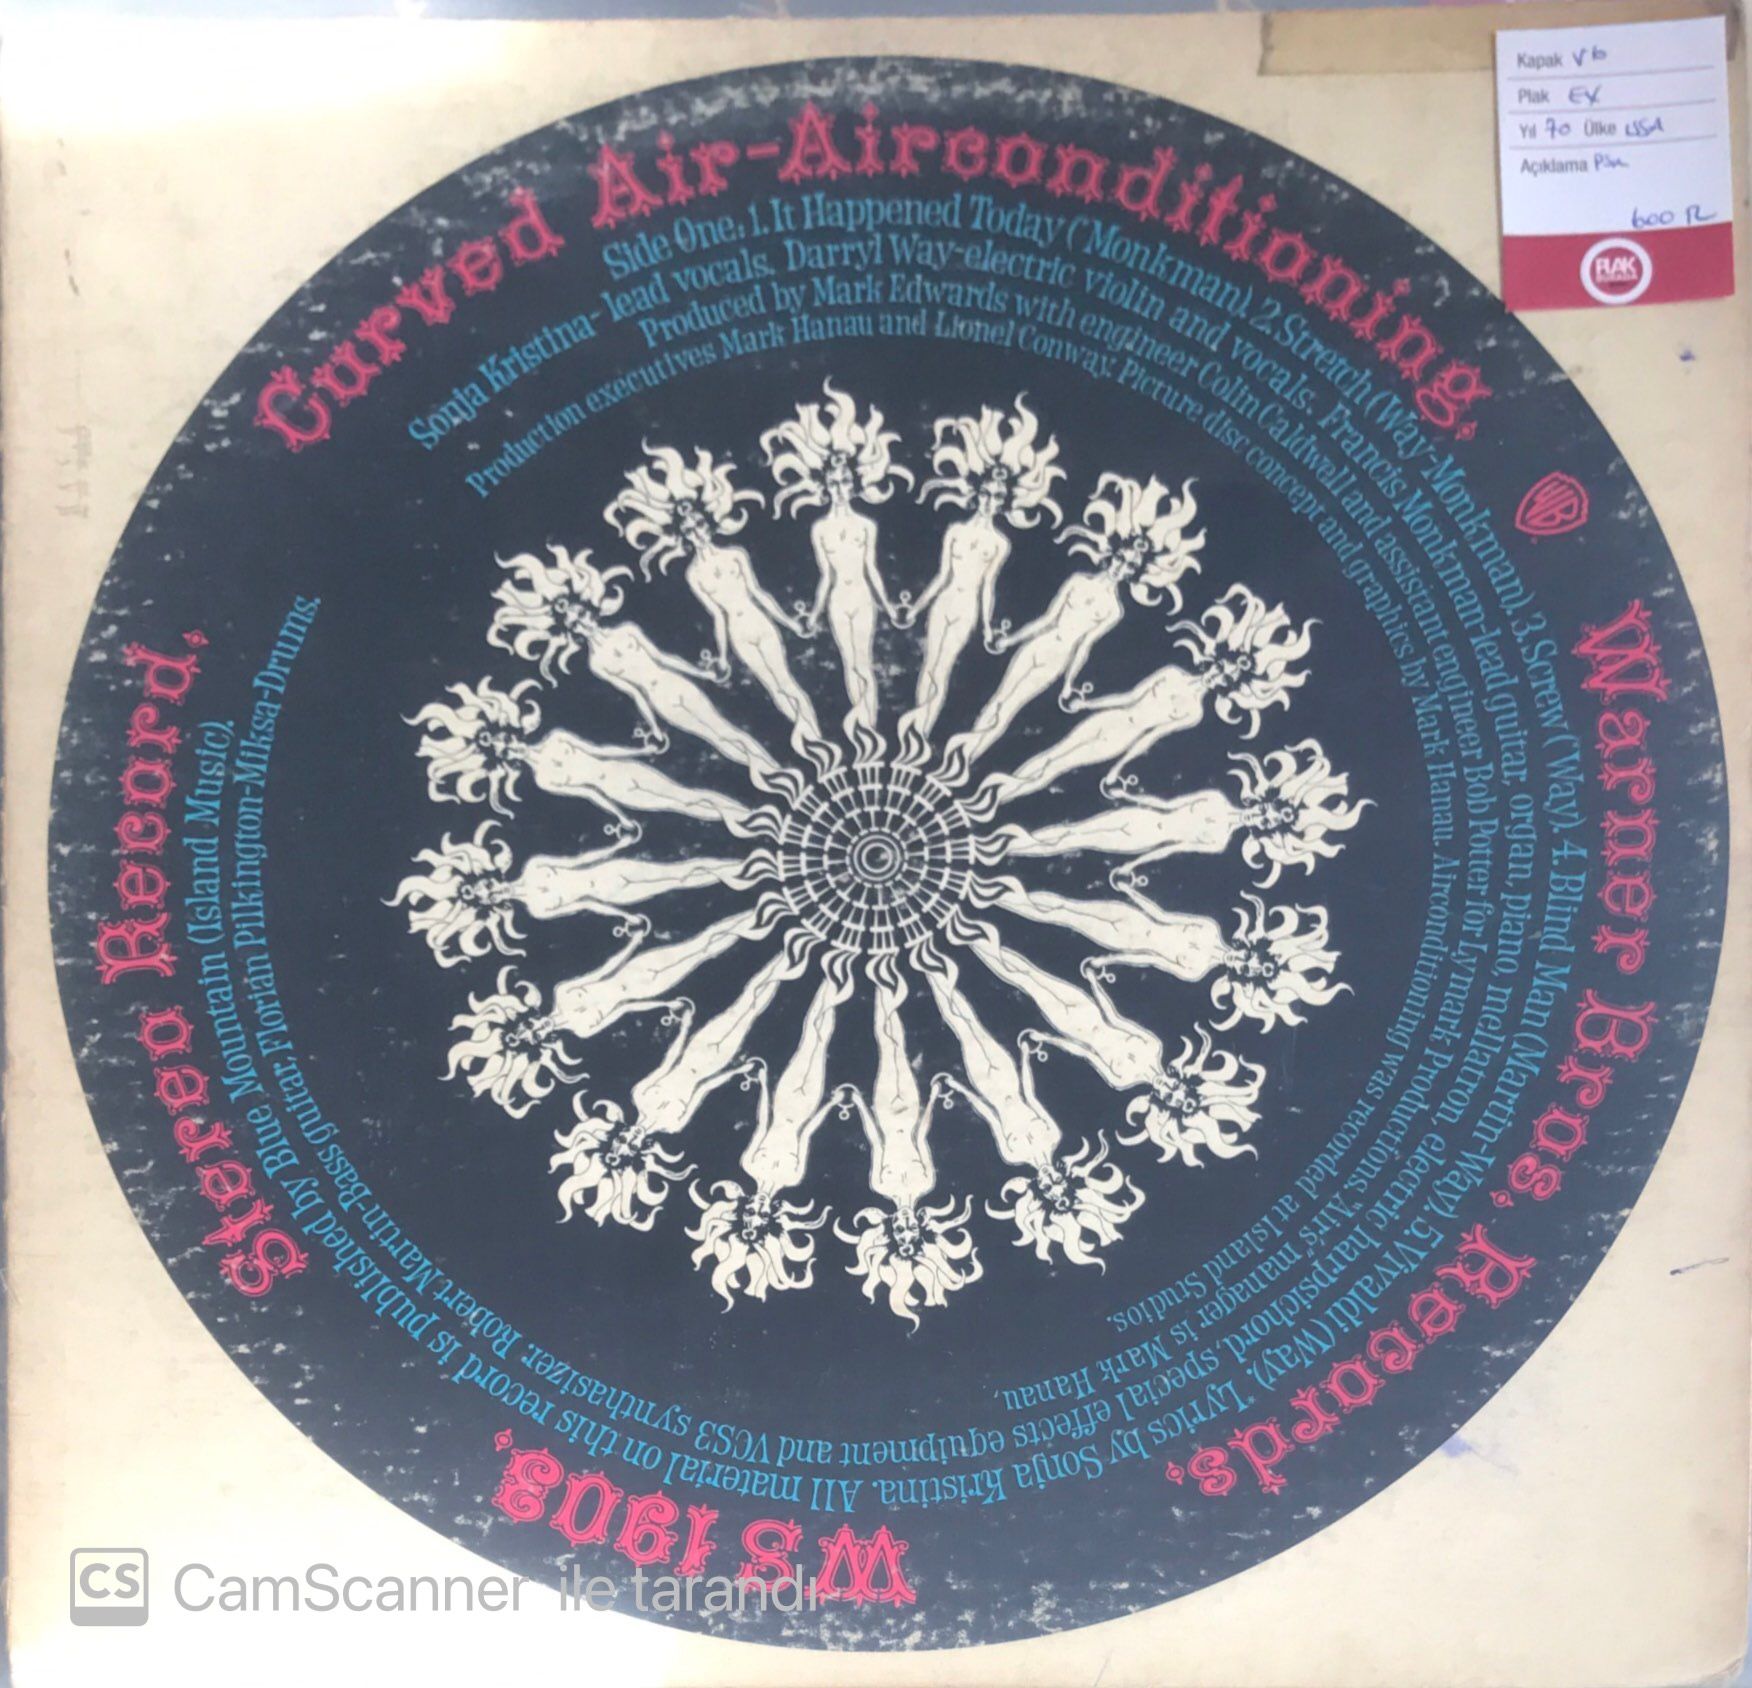 Curved Air-Airconditioning.
Warner Bros. Records.
WS 1903.
Stereo Record.
Side One: 1. It Happened Today (*Monkman). 2. Stretch (Way-Monkman). 3. Screw (*Way). 4. Blind Man (Martin-Way). 5. Vivaldi (Way). *Lyrics by Sonja Kristina. All material on this record is published by Blue Mountain (Island Music).
Sonja Kristina-lead vocals. Darryl Way-electric violin and vocals. Francis Monkman-lead guitar, organ, piano, mellatron, electric harpsichord, special effects equipment and VCS3 synthasizer. Robert Martin-Bass guitar. Florian Pilkington-Miksa-Drums.
Produced by Mark Edwards with engineer Colin Caldwell and assistant engineer Bob Potter for Lymark Productions. "Airs" manager is Mark Hanau.
Production executives Mark Hanau and Lionel Conway. Picture disc concept and graphics by Mark Hanau. Airconditioning was recorded at Island Studios.
WB
Kapak VG
Plak EX
Yıl 70 Ülke USA
Açıklama
600 TL
PLAK
CS CamScanner ile tarandı